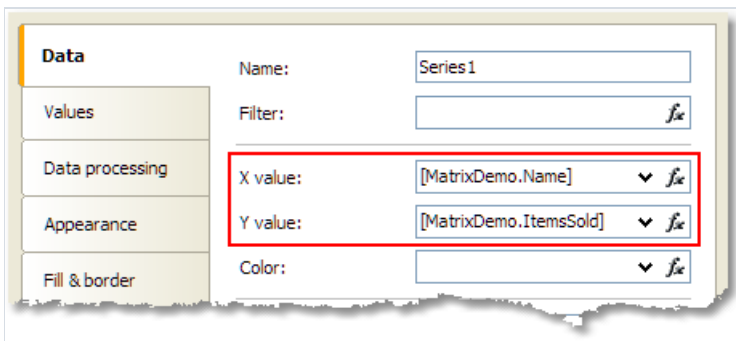 Data
Name: Series1
Values
Filter: fx
Data processing
X value: [MatrixDemo.Name] fx
Appearance
Y value: [MatrixDemo.ItemsSold] fx
Fill & border
Color: fx